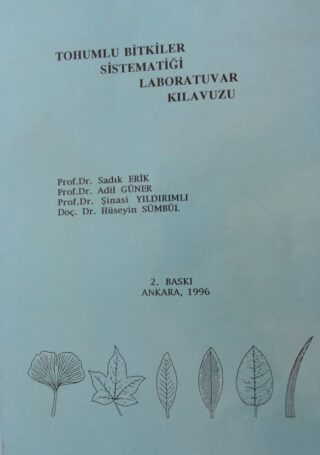 TOHUMLU BİTKİLER
SİSTEMATİĞİ
LABORATUVAR
KILAVUZU
Prof.Dr. Sadık ERİK
Prof.Dr. Adil GÜNER
Prof.Dr. Şinasi YILDIRIMLI
Doç. Dr. Hüseyin SÜMBÜL
2. BASKI
ANKARA, 1996